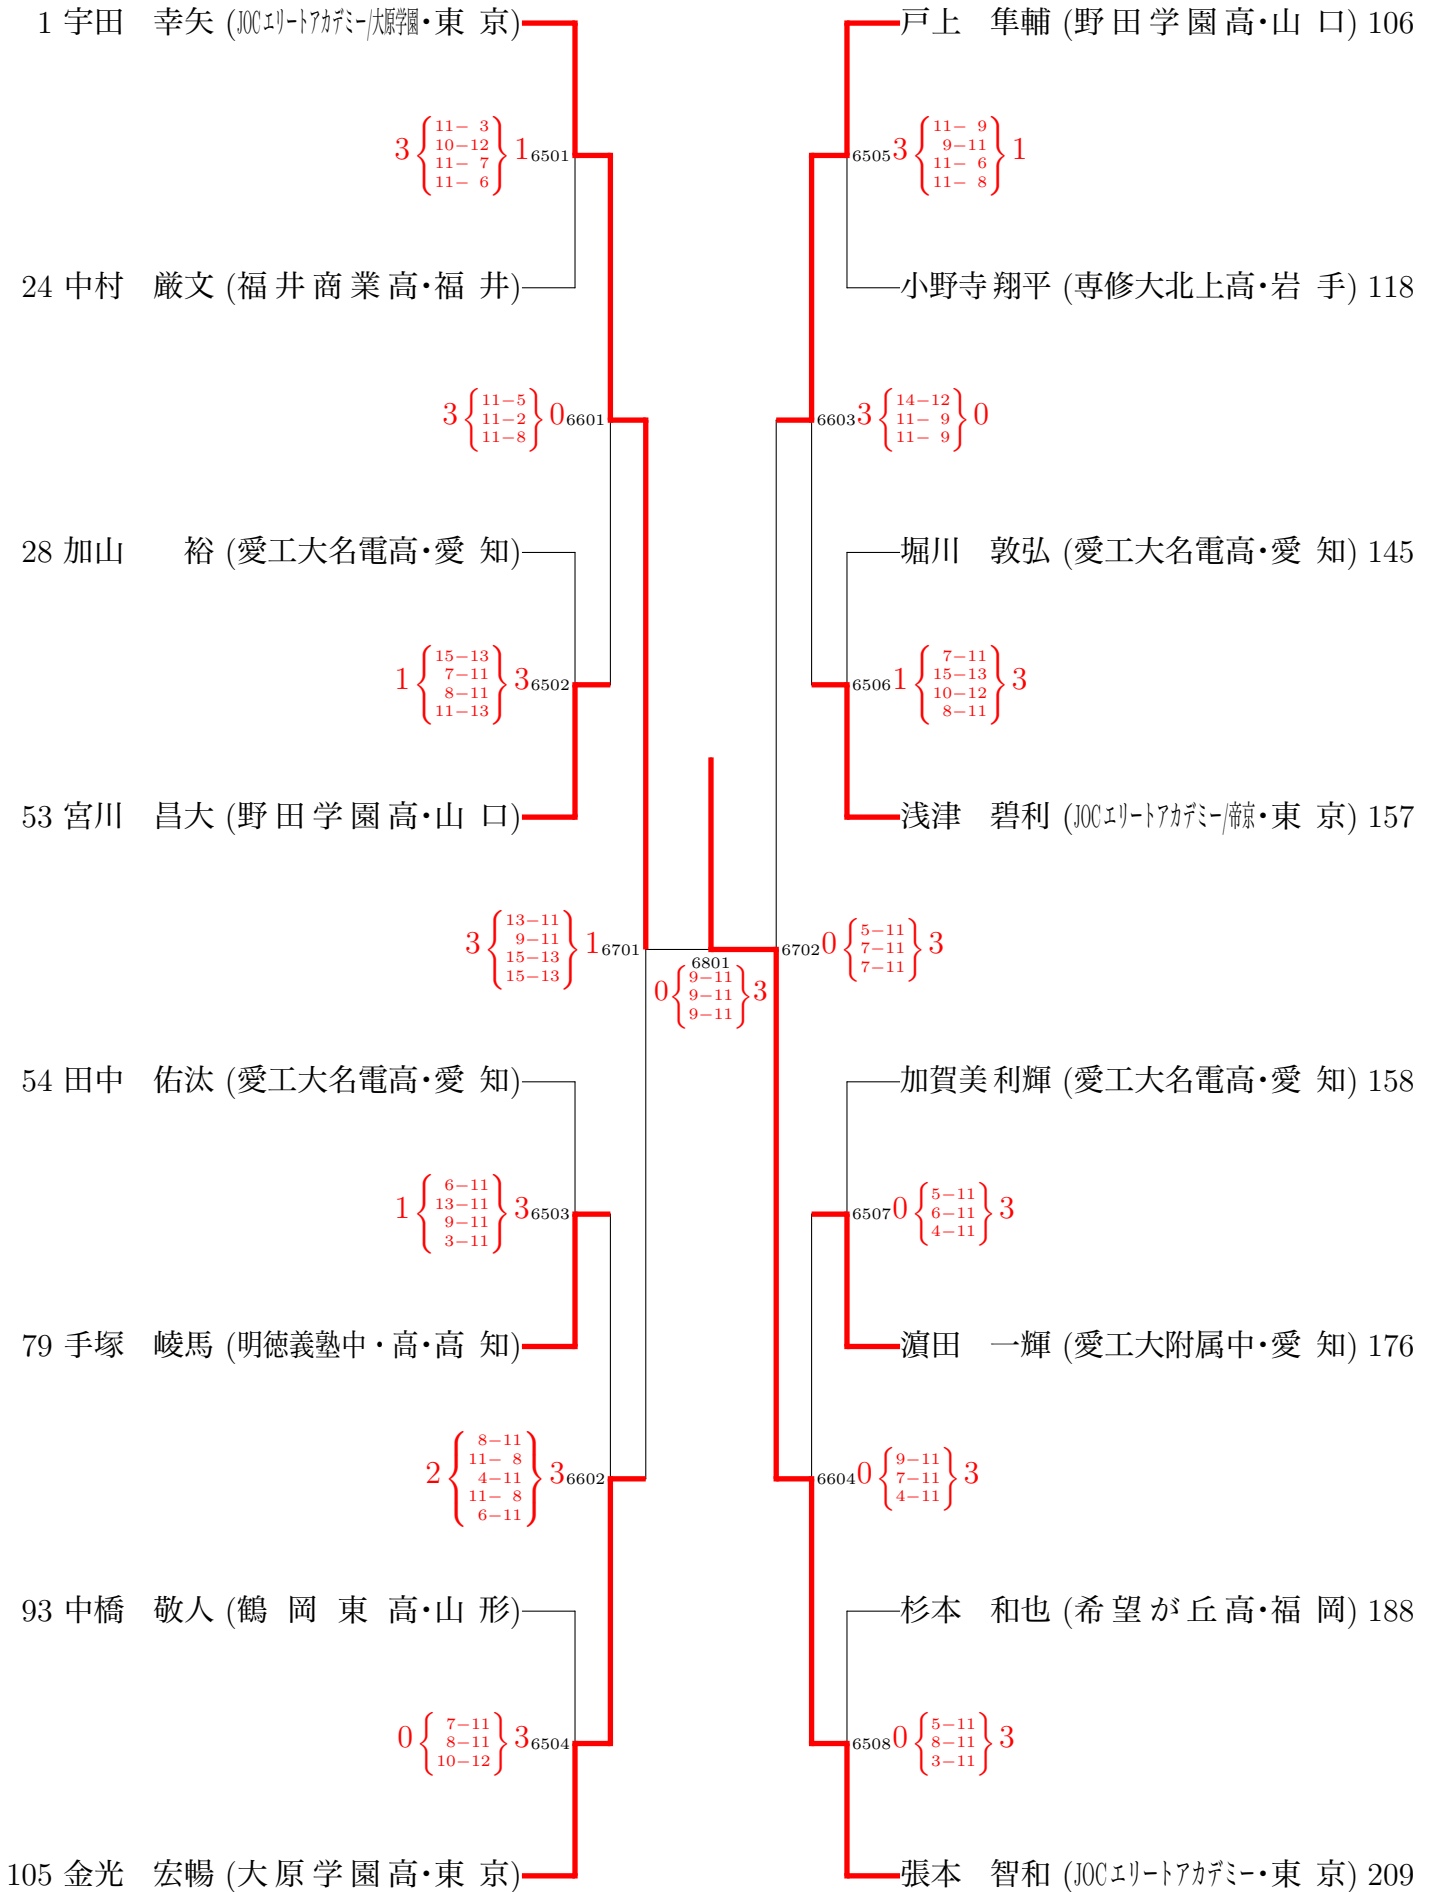 1 宇田 幸矢 (JOCエリートアカデミー/大原学園・東 京)
3 11－ 3 1 6501
10－12
11－ 7
11－ 6
24 中村 厳文 (福 井 商 業 高・福 井)
3 11－5 0 6601
11－2
11－8
28 加山 裕 (愛工大名電高・愛 知)
1 15－13 3 6502
7－11
8－11
11－13
53 宮川 昌大 (野 田 学 園 高・山 口)
3 13－11 1 6701
9－11
15－13
15－13
54 田中 佑汰 (愛工大名電高・愛 知)
1 6－11 3 6503
13－11
9－11
3－11
79 手塚 崚馬 (明徳義塾中・高・高 知)
2 8－11 3 6602
11－ 8
4－11
11－ 8
6－11
93 中橋 敬人 (鶴 岡 東 高・山 形)
0 7－11 3 6504
8－11
10－12
105 金光 宏暢 (大 原 学 園 高・東 京)
6801
0 9－11 3
9－11
9－11
戸上 隼輔 (野 田 学 園 高・山 口) 106
6505 3 11－ 9 1
9－11
11－ 6
11－ 8
小野寺 翔平 (専修大北上高・岩 手) 118
6603 3 14－12 0
11－ 9
11－ 9
堀川 敦弘 (愛工大名電高・愛 知) 145
6506 1 7－11 3
15－13
10－12
8－11
浅津 碧利 (JOCエリートアカデミー/帝京・東 京) 157
6702 0 5－11 3
7－11
7－11
加賀美 利輝 (愛工大名電高・愛 知) 158
6507 0 5－11 3
6－11
4－11
濵田 一輝 (愛工大附属中・愛 知) 176
6604 0 9－11 3
7－11
4－11
杉本 和也 (希 望 が 丘 高・福 岡) 188
6508 0 5－11 3
8－11
3－11
張本 智和 (JOCエリートアカデミー・東 京) 209